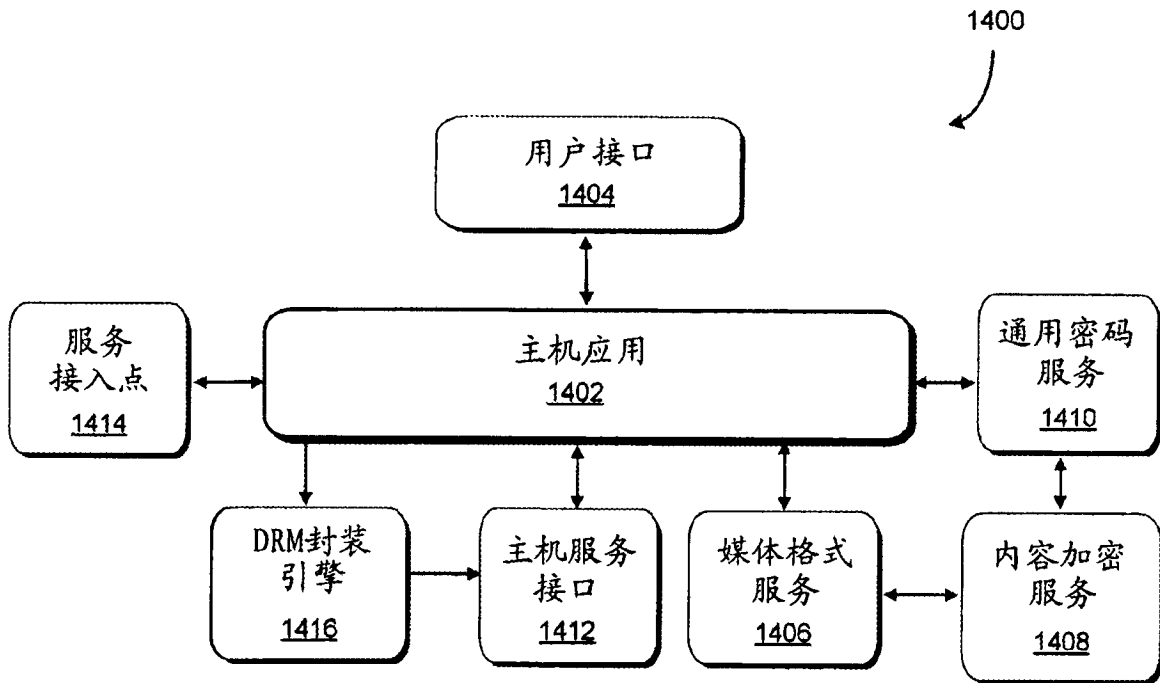 1400
用户接口
1404
服务
接入点
1414
主机应用
1402
通用密码
服务
1410
DRM封装
引擎
1416
主机服务
接口
1412
媒体格式
服务
1406
内容加密
服务
1408